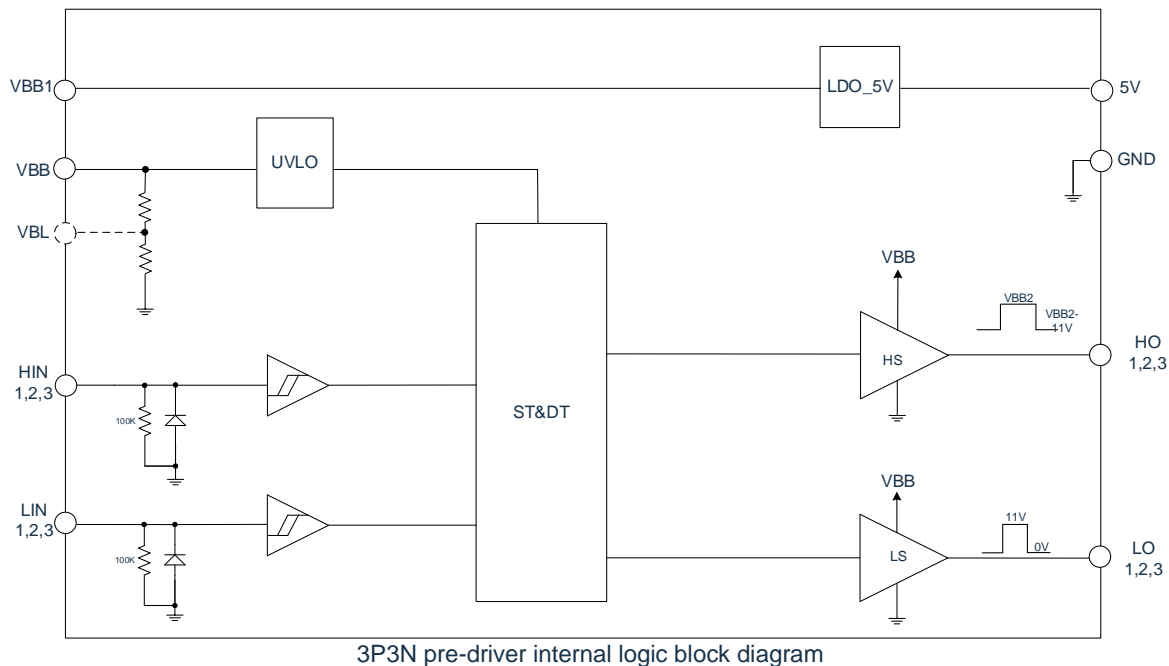 VBB1
LDO_5V
5V
VBB
UVLO
GND
VBL
VBB
VBB2
VBB2-
11V
HIN
1,2,3
100K
HS
HO
1,2,3
ST&DT
VBB
LIN
1,2,3
100K
11V
0V
LS
LO
1,2,3
3P3N pre-driver internal logic block diagram